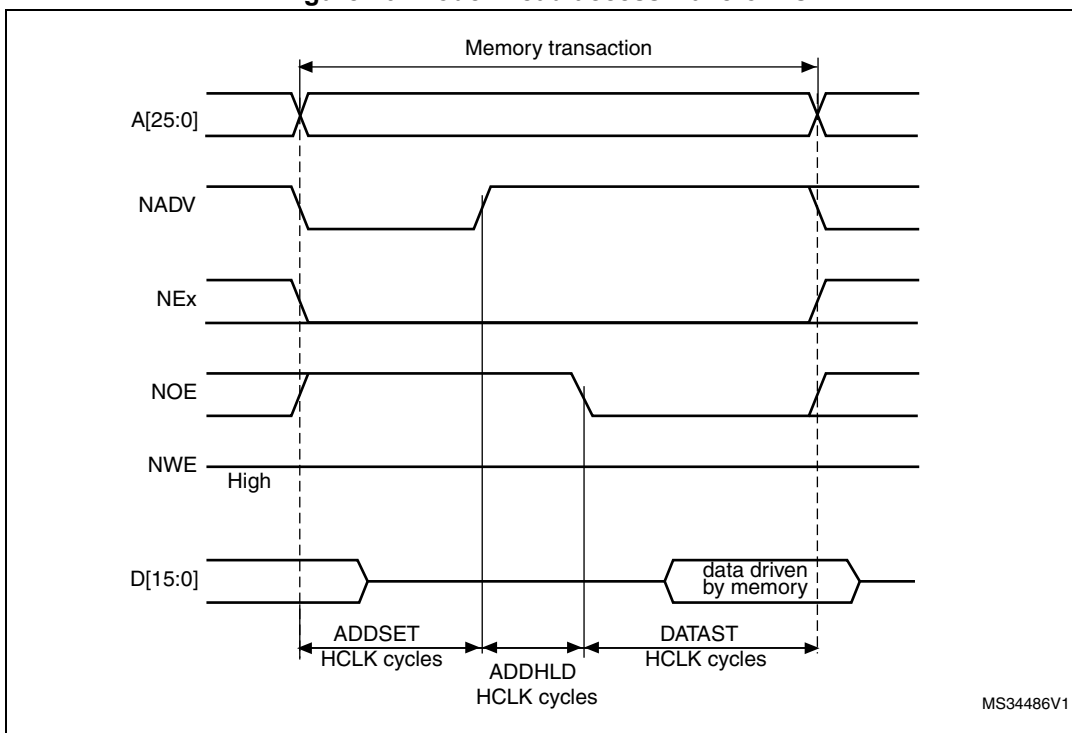 Memory transaction
A[25:0]
NADV
NEx
NOE
NWE
High
D[15:0]
data driven
by memory
ADDSET
HCLK cycles
ADDHLD
HCLK cycles
DATAST
HCLK cycles
MS34486V1